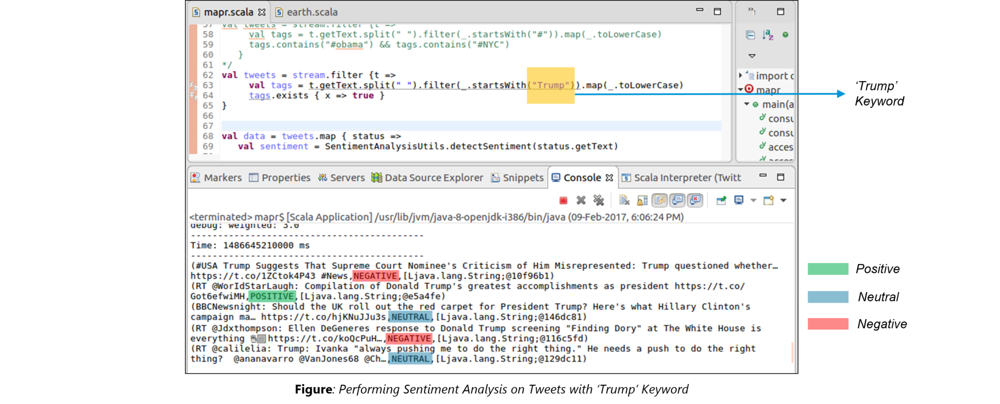 mapr.scala
earth.scala
57 val tweets = stream.filter {t =>
58 val tags = t.getText.split(" ").filter(_.startsWith("#")).map(_.toLowerCase)
59 tags.contains("#obama") && tags.contains("#NYC")
60 }
61 */
62 val tweets = stream.filter {t =>
63 val tags = t.getText.split(" ").filter(_.startsWith("Trump")).map(_.toLowerCase)
64 tags.exists { x => true }
65 }
66
67
68 val data = tweets.map { status =>
69 val sentiment = SentimentAnalysisUtils.detectSentiment(status.getText)
import c
mapr
main(a
consu
consu
acces
acces
'Trump'
Keyword
Markers Properties Servers Data Source Explorer Snippets Console Scala Interpreter (Twitt
<terminated> mapr$ [Scala Application] /usr/lib/jvm/java-8-openjdk-i386/bin/java (09-Feb-2017, 6:06:24 PM)
debug: weighted: 3.0
-------------------------------------------
Time: 1486645210000 ms
-------------------------------------------
(#USA Trump Suggests That Supreme Court Nominee's Criticism of Him Misrepresented: Trump questioned whether…
https://t.co/1ZCtok4P43 #News,NEGATIVE,[Ljava.lang.String;@10f96b1)
(RT @WorIdStarLaugh: Compilation of Donald Trump's greatest accomplishments as president https://t.co/
Got6efwiMH,POSITIVE,[Ljava.lang.String;@e5a4fe)
(BBCNewsnight: Should the UK roll out the red carpet for President Trump? Here's what Hillary Clinton's
campaign ma… https://t.co/hjKNuJJu3s,NEUTRAL,[Ljava.lang.String;@146dc81)
(RT @Jdxthompson: Ellen DeGeneres response to Donald Trump screening "Finding Dory" at The White House is
everything https://t.co/koQcPuH…,NEGATIVE,[Ljava.lang.String;@116c5fd)
(RT @calilelia: Trump: Ivanka "always pushing me to do the right thing." He needs a push to do the right
thing? @ananavarro @VanJones68 @Ch…,NEUTRAL,[Ljava.lang.String;@129dc11)
Positive
Neutral
Negative
Figure: Performing Sentiment Analysis on Tweets with 'Trump' Keyword